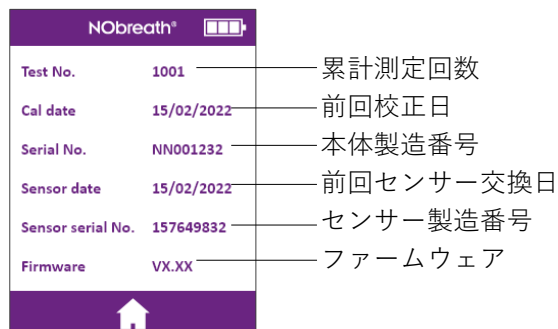 NObreath®
Test No. 1001 累計測定回数
Cal date 15/02/2022 前回校正日
Serial No. NN001232 本体製造番号
Sensor date 15/02/2022 前回センサー交換日
Sensor serial No. 157649832 センサー製造番号
Firmware VX.XX ファームウェア